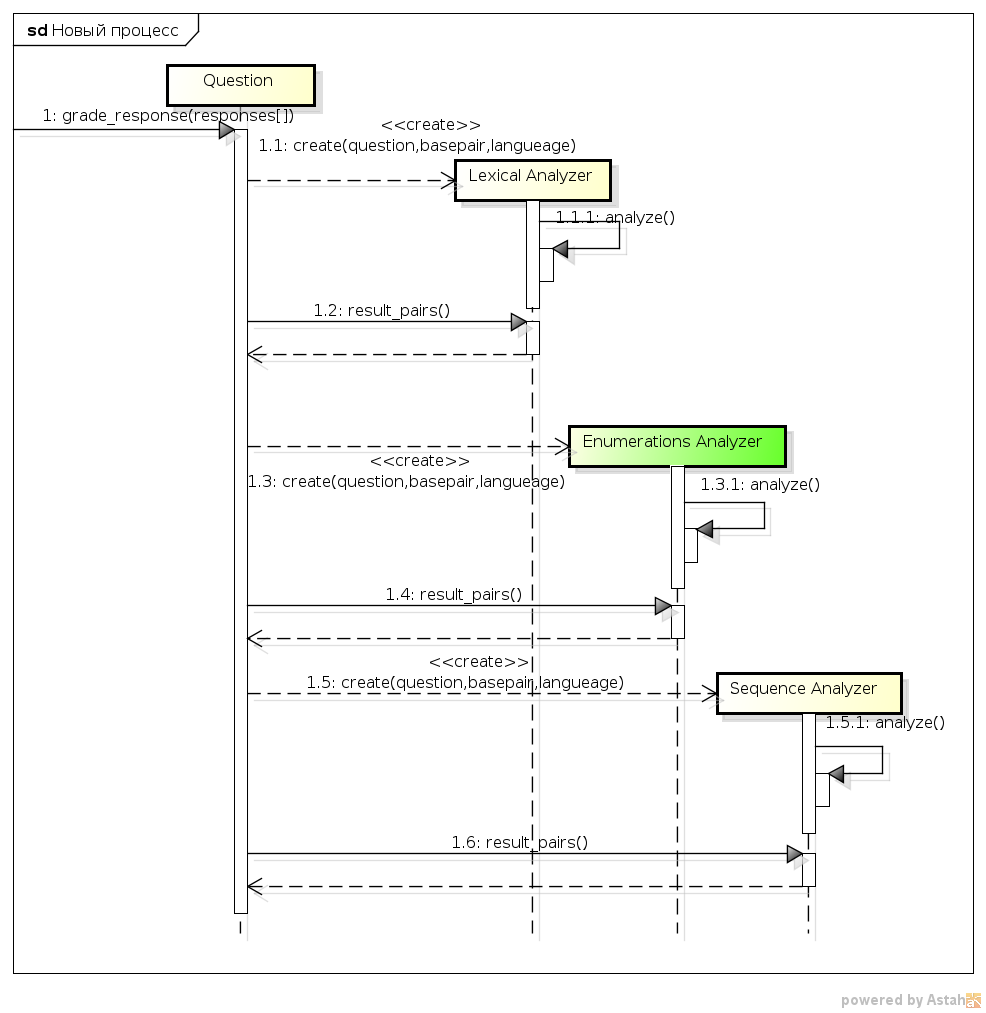 sd Новый процесс
Question
1: grade_response(responses[])
<<create>>
1.1: create(question,basepair,langueage)
Lexical Analyzer
1.1.1: analyze()
1.2: result_pairs()
Enumerations Analyzer
<<create>>
1.3: create(question,basepair,langueage)
1.3.1: analyze()
1.4: result_pairs()
<<create>>
1.5: create(question,basepair,langueage)
Sequence Analyzer
1.5.1: analyze()
1.6: result_pairs()
powered by Astah